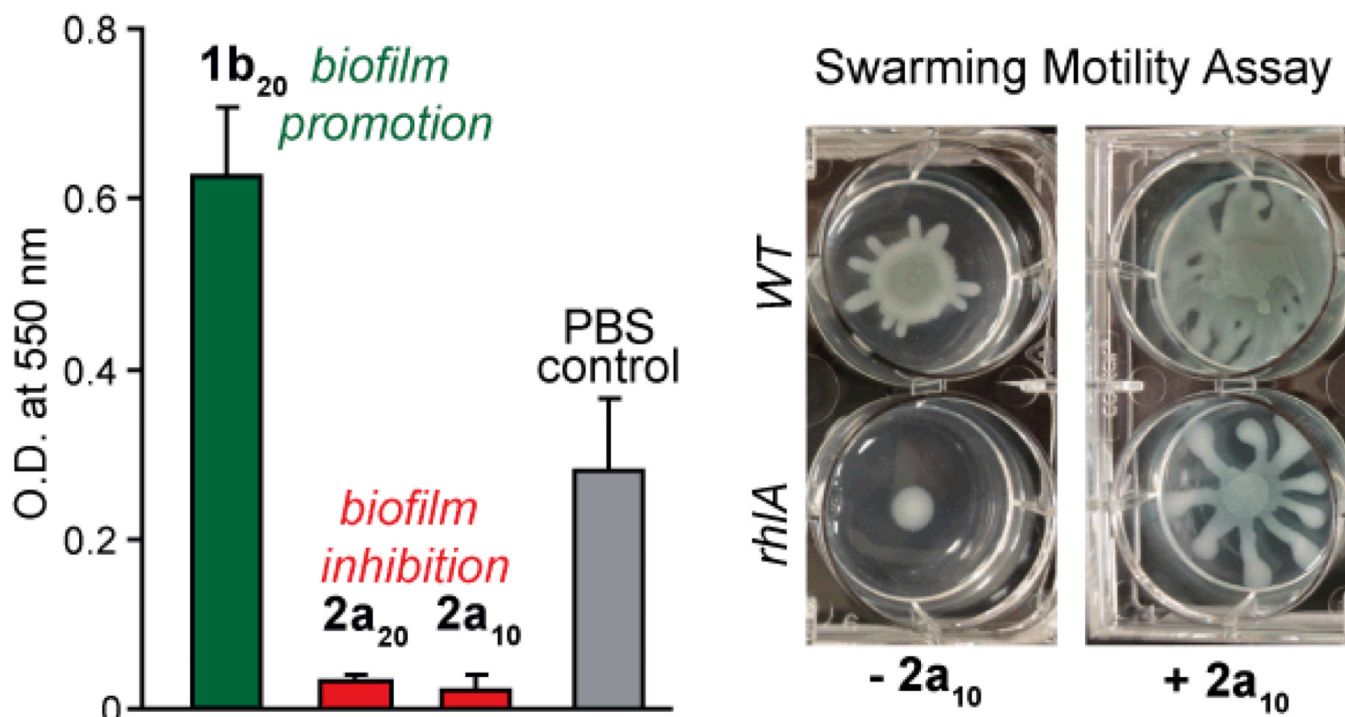 0.8
0.6
0.4
0.2
0
O.D. at 550 nm
1b20 biofilm
promotion
biofilm
inhibition
2a20 2a10
PBS
control
Swarming Motility Assay
WT
rhlA
- 2a10
+ 2a10